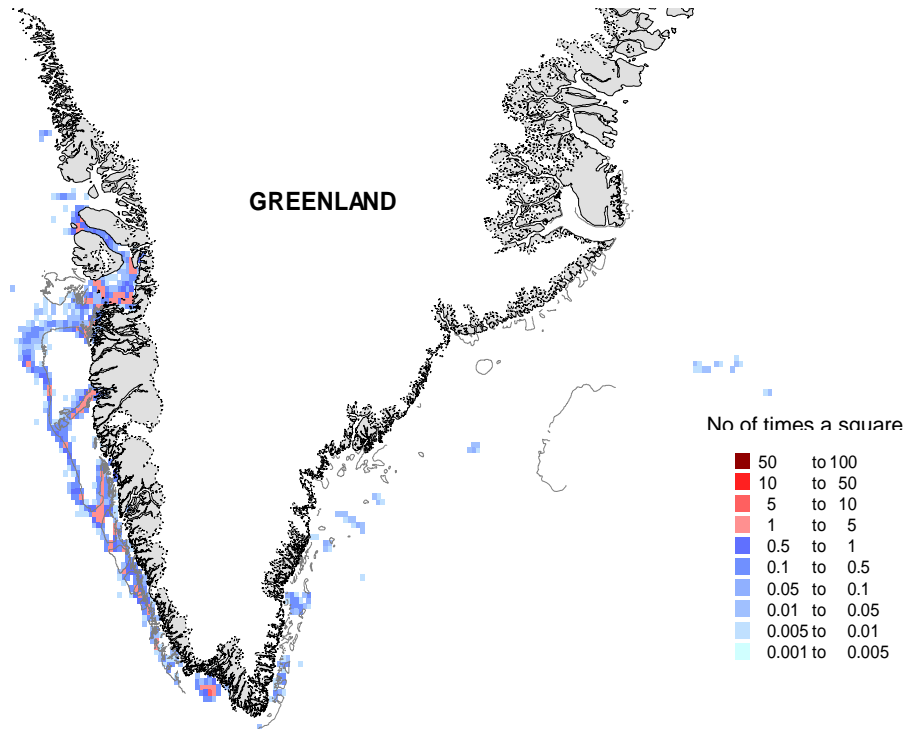 GREENLAND
No of times a square
50 to 100
10 to 50
5 to 10
1 to 5
0.5 to 1
0.1 to 0.5
0.05 to 0.1
0.01 to 0.05
0.005 to 0.01
0.001 to 0.005